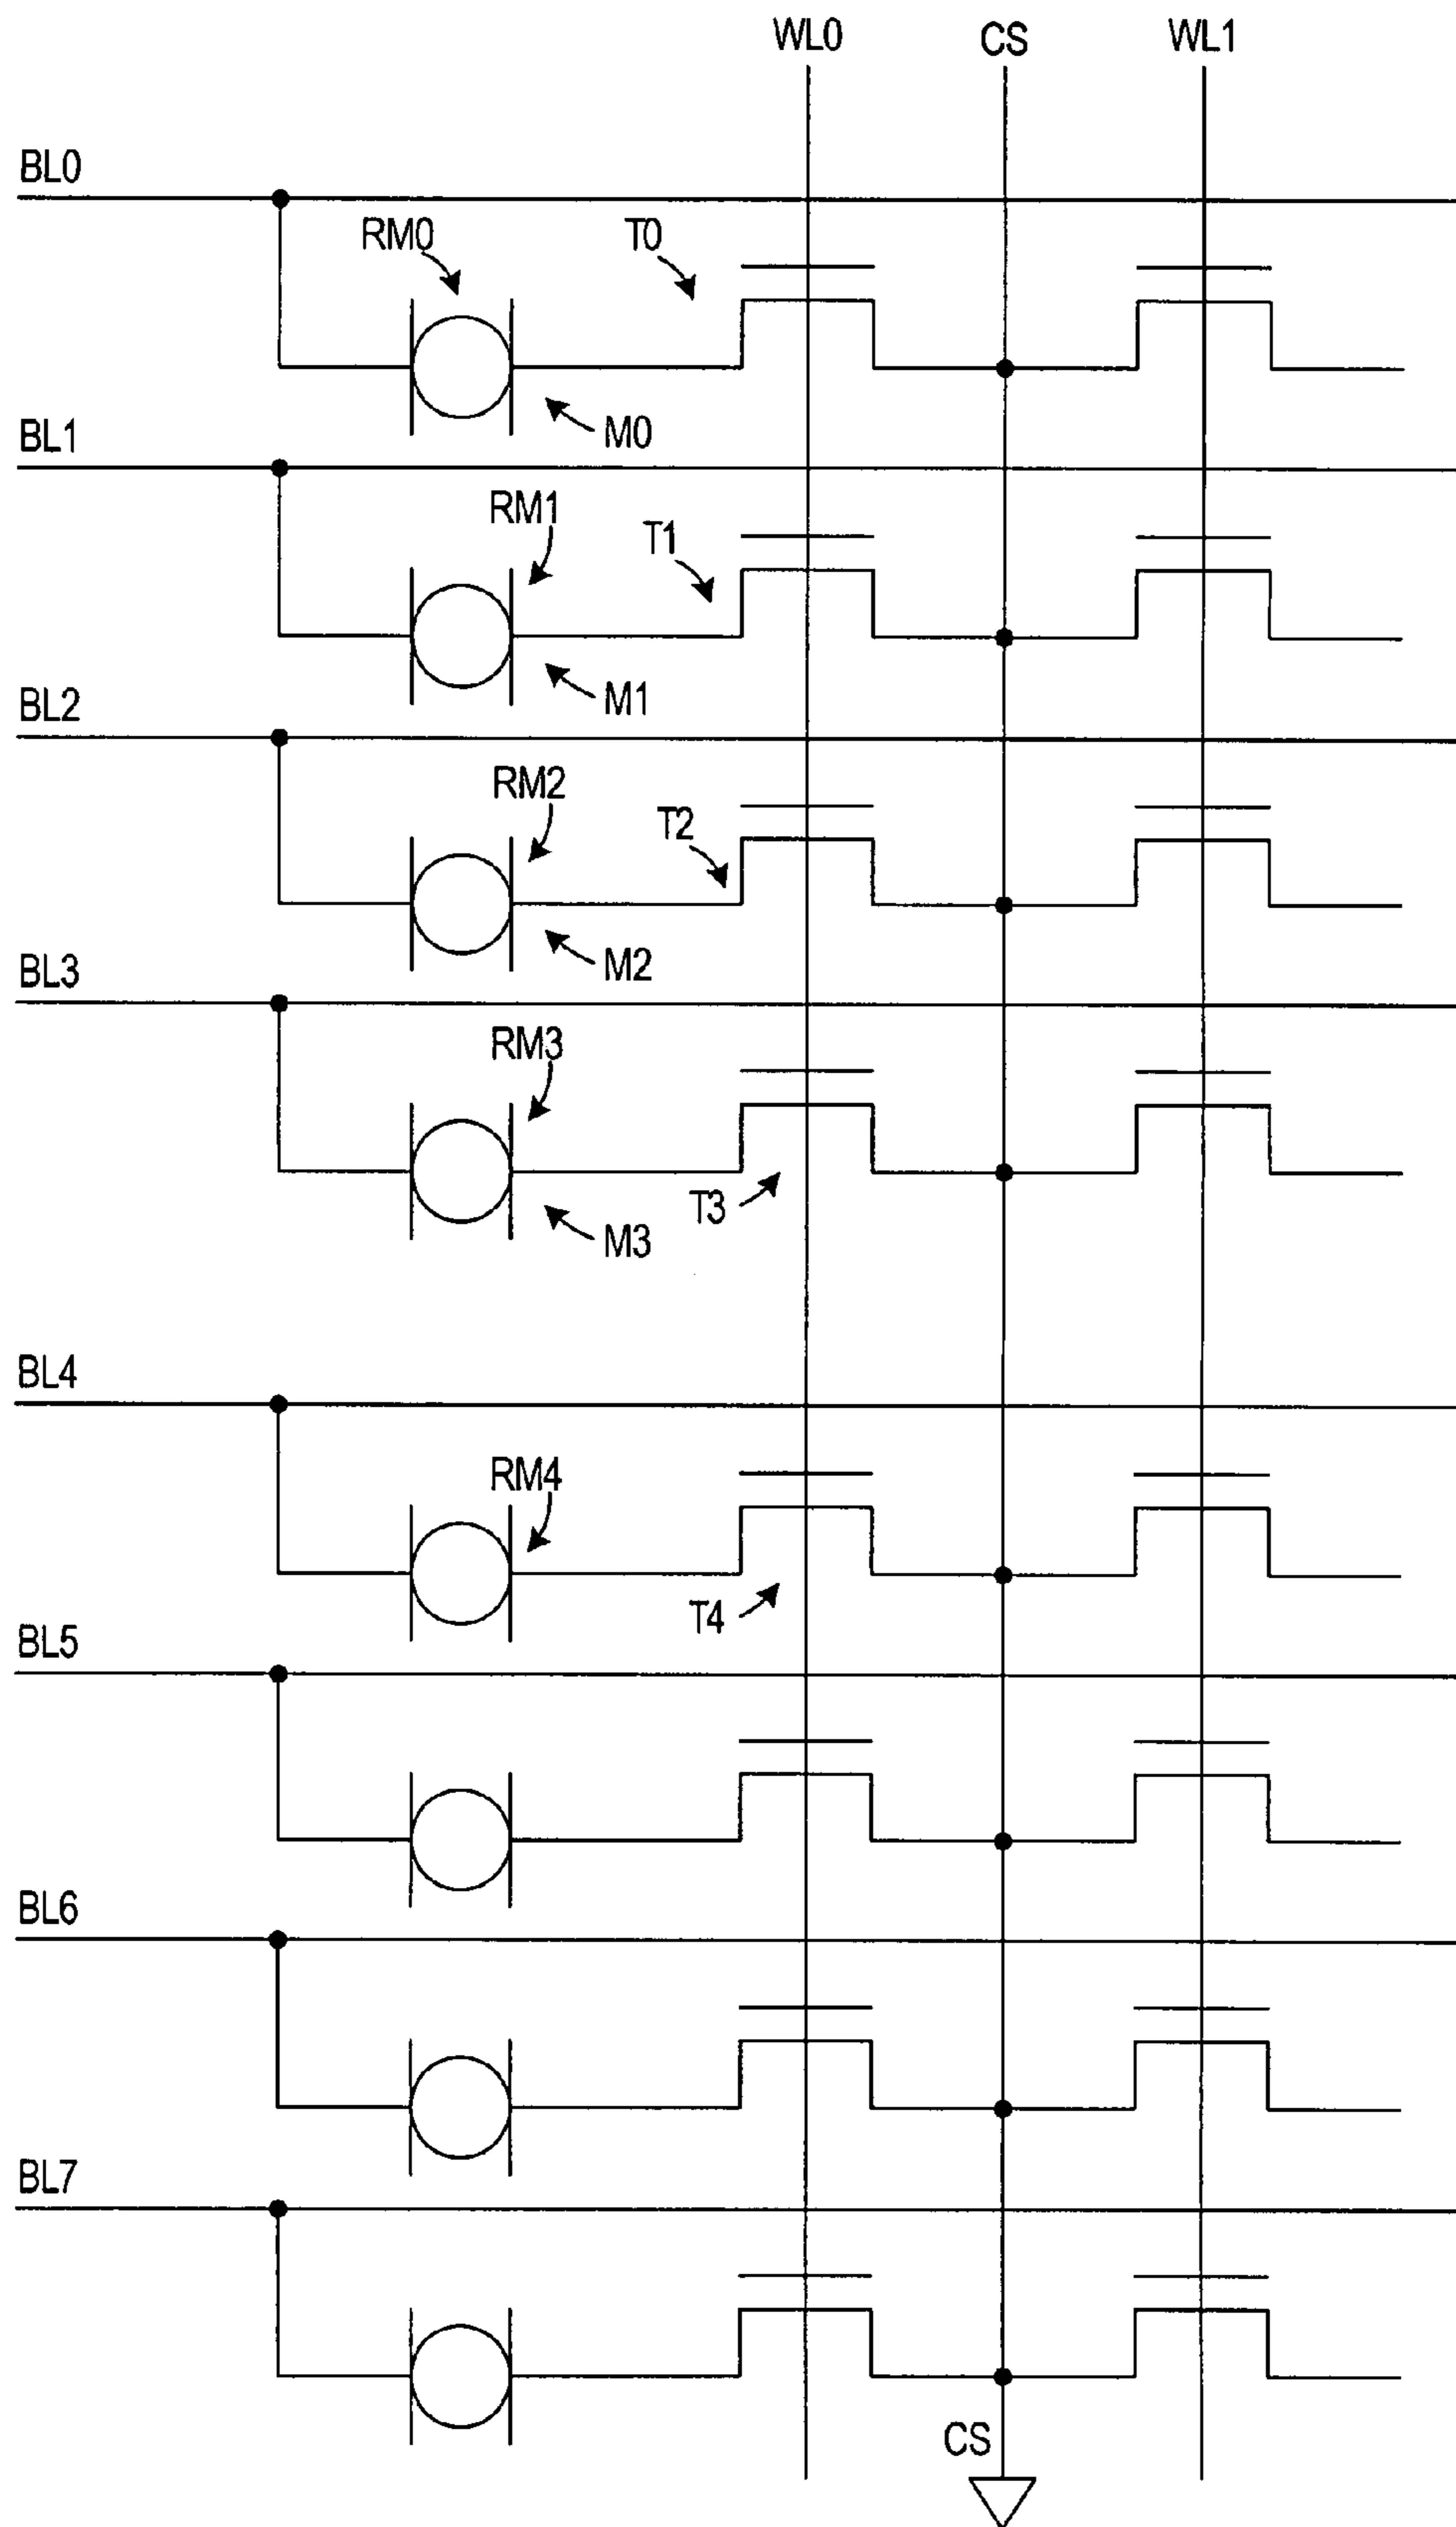 WL0 CS WL1
BL0
RM0 T0
M0
BL1
RM1 T1
M1
BL2
RM2 T2
M2
BL3
RM3
T3
M3
BL4
RM4
T4
BL5
BL6
BL7
CS